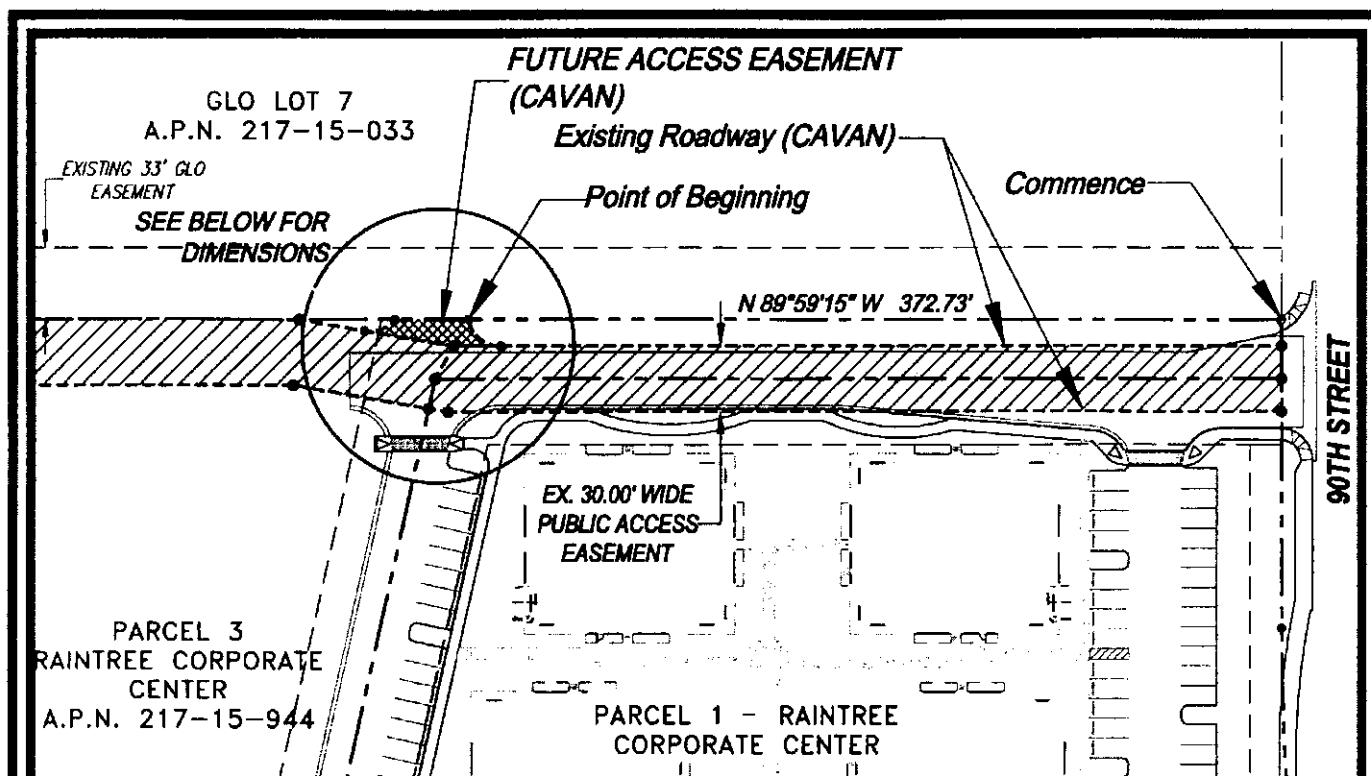 FUTURE ACCESS EASEMENT
(CAVAN)
GLO LOT 7
A.P.N. 217-15-033
Existing Roadway (CAVAN)
EXISTING 33' GLO
EASEMENT
Point of Beginning
Commence
SEE BELOW FOR
DIMENSIONS
N 89°59'15" W 372.73'
90TH STREET
EX. 30.00' WIDE
PUBLIC ACCESS
EASEMENT
PARCEL 3
RAINTREE CORPORATE
CENTER
A.P.N. 217-15-944
PARCEL 1 - RAINTREE
CORPORATE CENTER